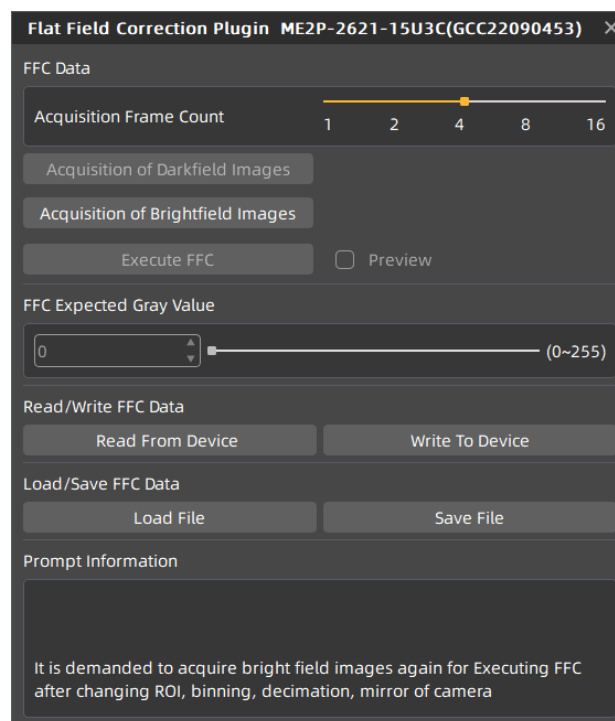 Flat Field Correction Plugin ME2P-2621-15U3C(GCC22090453)
FFC Data
Acquisition Frame Count
1 2 4 8 16
Acquisition of Darkfield Images
Acquisition of Brightfield Images
Execute FFC Preview
FFC Expected Gray Value
0 (0~255)
Read/Write FFC Data
Read From Device Write To Device
Load/Save FFC Data
Load File Save File
Prompt Information
It is demanded to acquire bright field images again for Executing FFC
after changing ROI, binning, decimation, mirror of camera